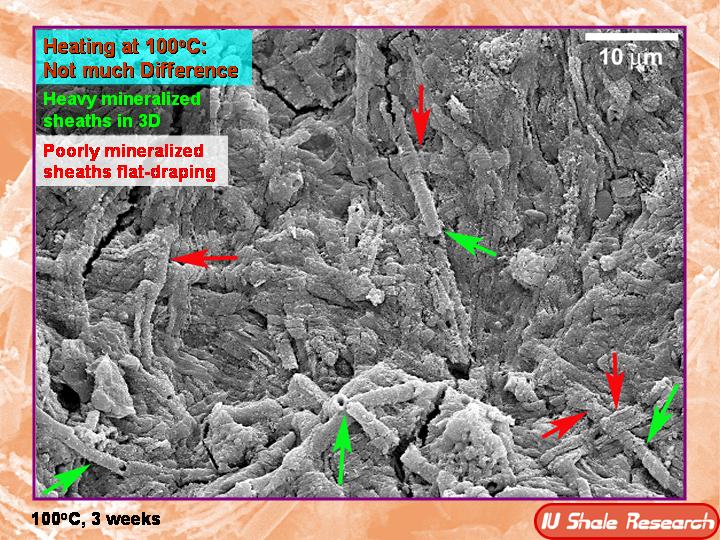 Heating at 100°C:
Not much Difference
10 µm
Heavy mineralized
sheaths in 3D
Poorly mineralized
sheaths flat-draping
100°C, 3 weeks
IU Shale Research